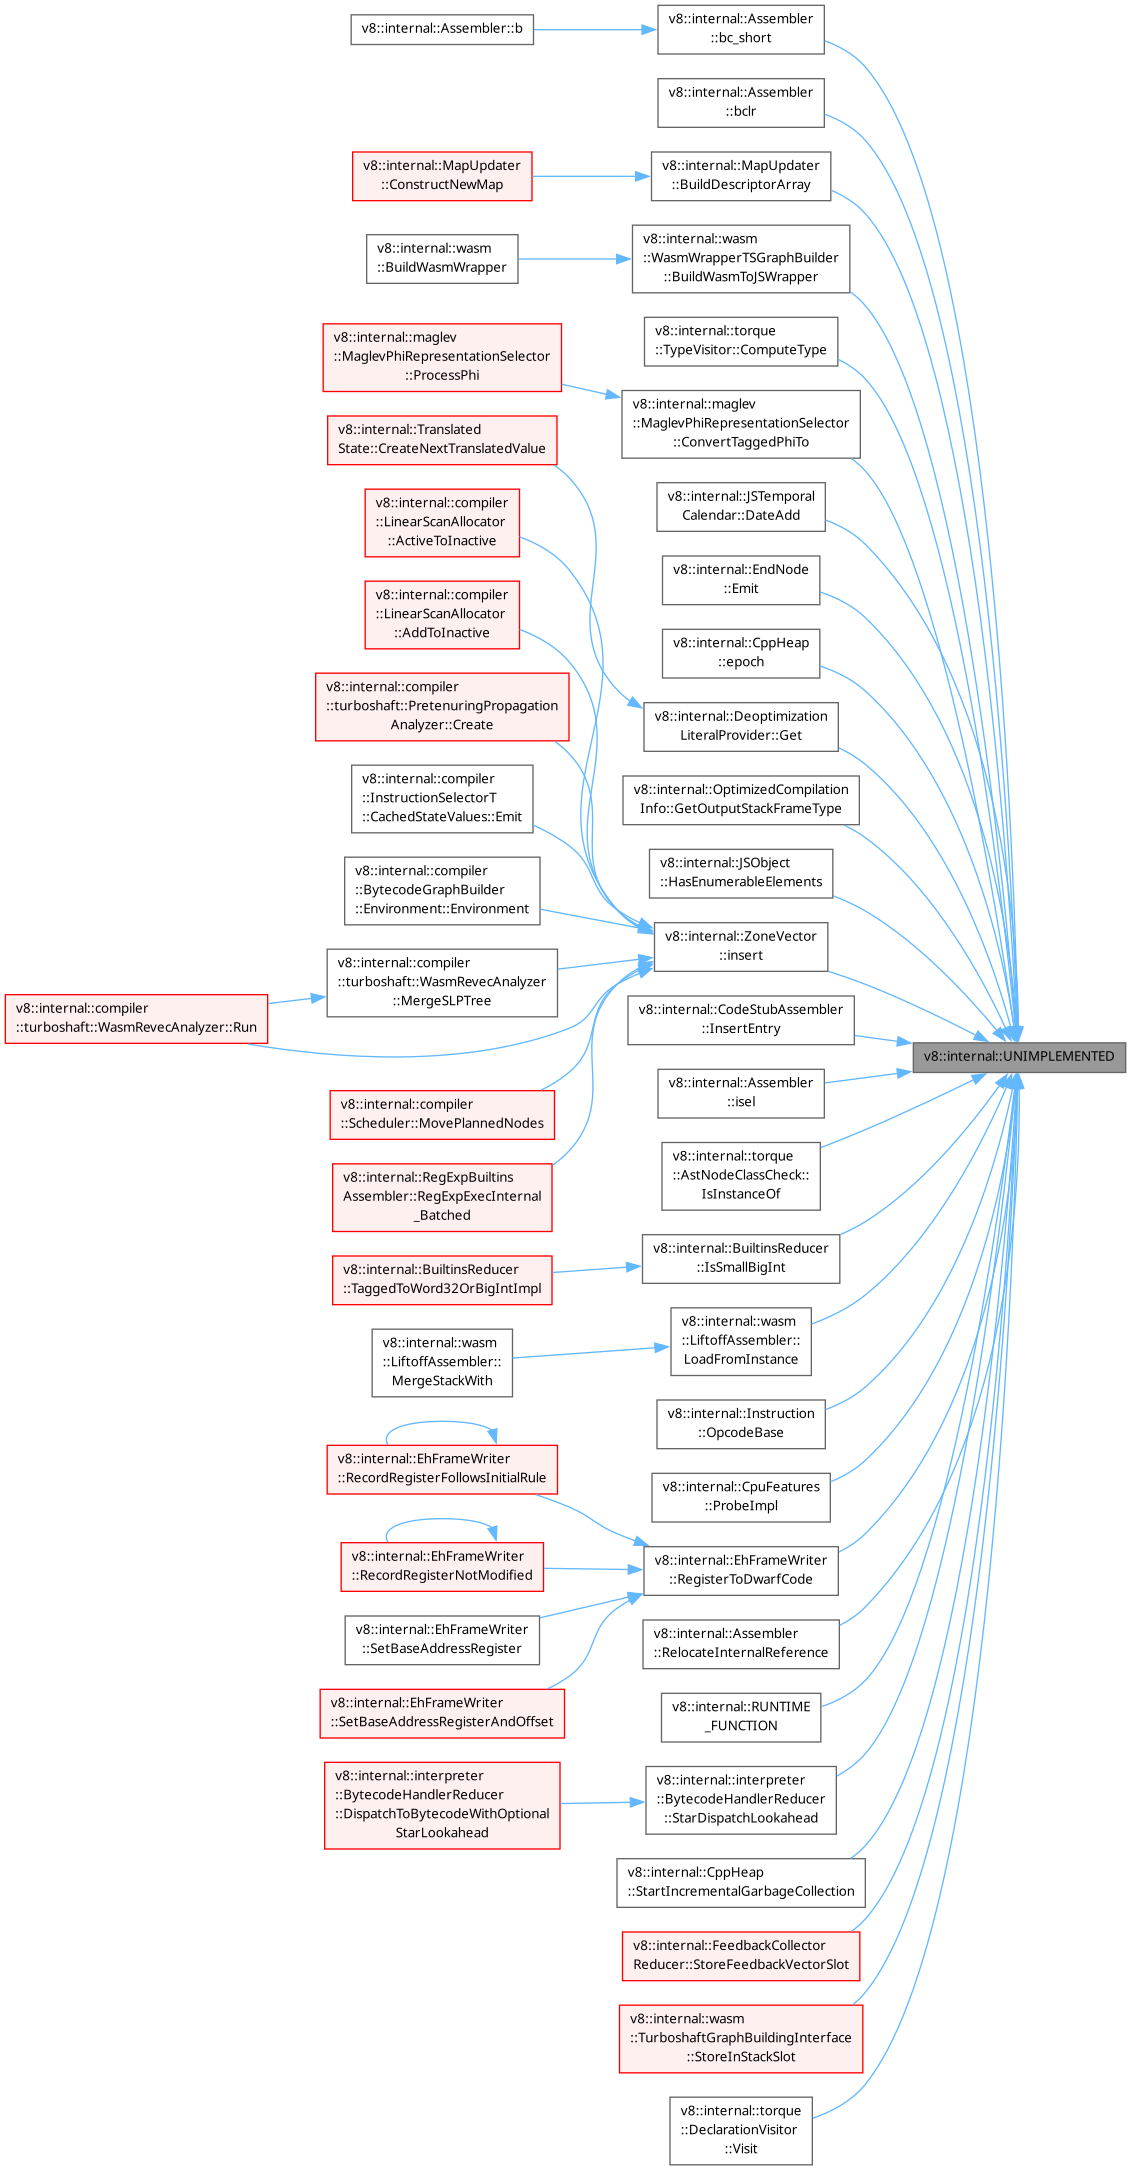 v8::internal::Assembler::b
v8::internal::Assembler
::bc_short
v8::internal::Assembler
::bclr
v8::internal::MapUpdater
::ConstructNewMap
v8::internal::MapUpdater
::BuildDescriptorArray
v8::internal::wasm
::BuildWasmWrapper
v8::internal::wasm
::WasmWrapperTSGraphBuilder
::BuildWasmToJSWrapper
v8::internal::torque
::TypeVisitor::ComputeType
v8::internal::maglev
::MaglevPhiRepresentationSelector
::ProcessPhi
v8::internal::maglev
::MaglevPhiRepresentationSelector
::ConvertTaggedPhiTo
v8::internal::Translated
State::CreateNextTranslatedValue
v8::internal::JSTemporal
Calendar::DateAdd
v8::internal::compiler
::LinearScanAllocator
::ActiveToInactive
v8::internal::EndNode
::Emit
v8::internal::compiler
::LinearScanAllocator
::AddToInactive
v8::internal::CppHeap
::epoch
v8::internal::compiler
::turboshaft::PretenuringPropagation
Analyzer::Create
v8::internal::Deoptimization
LiteralProvider::Get
v8::internal::compiler
::InstructionSelectorT
::CachedStateValues::Emit
v8::internal::OptimizedCompilation
Info::GetOutputStackFrameType
v8::internal::compiler
::BytecodeGraphBuilder
::Environment::Environment
v8::internal::JSObject
::HasEnumerableElements
v8::internal::ZoneVector
::insert
v8::internal::compiler
::turboshaft::WasmRevecAnalyzer
::MergeSLPTree
v8::internal::compiler
::turboshaft::WasmRevecAnalyzer::Run
v8::internal::CodeStubAssembler
::InsertEntry
v8::internal::UNIMPLEMENTED
v8::internal::Assembler
::isel
v8::internal::compiler
::Scheduler::MovePlannedNodes
v8::internal::torque
::AstNodeClassCheck::
IsInstanceOf
v8::internal::RegExpBuiltins
Assembler::RegExpExecInternal
_Batched
v8::internal::BuiltinsReducer
::IsSmallBigInt
v8::internal::BuiltinsReducer
::TaggedToWord32OrBigIntImpl
v8::internal::wasm
::LiftoffAssembler::
LoadFromInstance
v8::internal::wasm
::LiftoffAssembler::
MergeStackWith
v8::internal::Instruction
::OpcodeBase
v8::internal::EhFrameWriter
::RecordRegisterFollowsInitialRule
v8::internal::CpuFeatures
::ProbeImpl
v8::internal::EhFrameWriter
::RecordRegisterNotModified
v8::internal::EhFrameWriter
::RegisterToDwarfCode
v8::internal::EhFrameWriter
::SetBaseAddressRegister
v8::internal::Assembler
::RelocateInternalReference
v8::internal::EhFrameWriter
::SetBaseAddressRegisterAndOffset
v8::internal::RUNTIME
_FUNCTION
v8::internal::interpreter
::BytecodeHandlerReducer
::DispatchToBytecodeWithOptional
StarLookahead
v8::internal::interpreter
::BytecodeHandlerReducer
::StarDispatchLookahead
v8::internal::CppHeap
::StartIncrementalGarbageCollection
v8::internal::FeedbackCollector
Reducer::StoreFeedbackVectorSlot
v8::internal::wasm
::TurboshaftGraphBuildingInterface
::StoreInStackSlot
v8::internal::torque
::DeclarationVisitor
::Visit